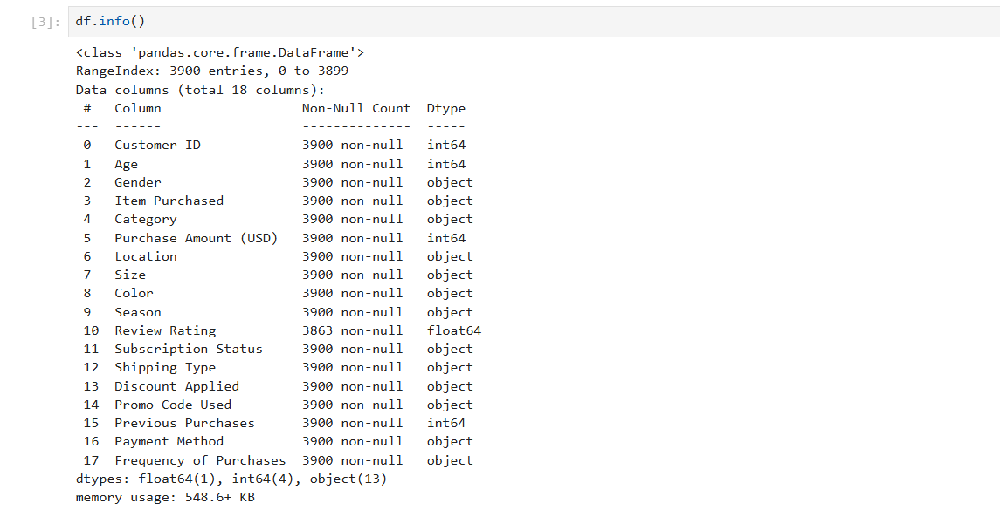 [3]: df.info()
<class 'pandas.core.frame.DataFrame'>
RangeIndex: 3900 entries, 0 to 3899
Data columns (total 18 columns):
 #   Column                  Non-Null Count  Dtype
---  ------                  --------------  -----
 0   Customer ID             3900 non-null   int64
 1   Age                     3900 non-null   int64
 2   Gender                  3900 non-null   object
 3   Item Purchased          3900 non-null   object
 4   Category                3900 non-null   object
 5   Purchase Amount (USD)   3900 non-null   int64
 6   Location                3900 non-null   object
 7   Size                    3900 non-null   object
 8   Color                   3900 non-null   object
 9   Season                  3900 non-null   object
 10  Review Rating           3863 non-null   float64
 11  Subscription Status     3900 non-null   object
 12  Shipping Type           3900 non-null   object
 13  Discount Applied        3900 non-null   object
 14  Promo Code Used         3900 non-null   object
 15  Previous Purchases      3900 non-null   int64
 16  Payment Method          3900 non-null   object
 17  Frequency of Purchases  3900 non-null   object
dtypes: float64(1), int64(4), object(13)
memory usage: 548.6+ KB